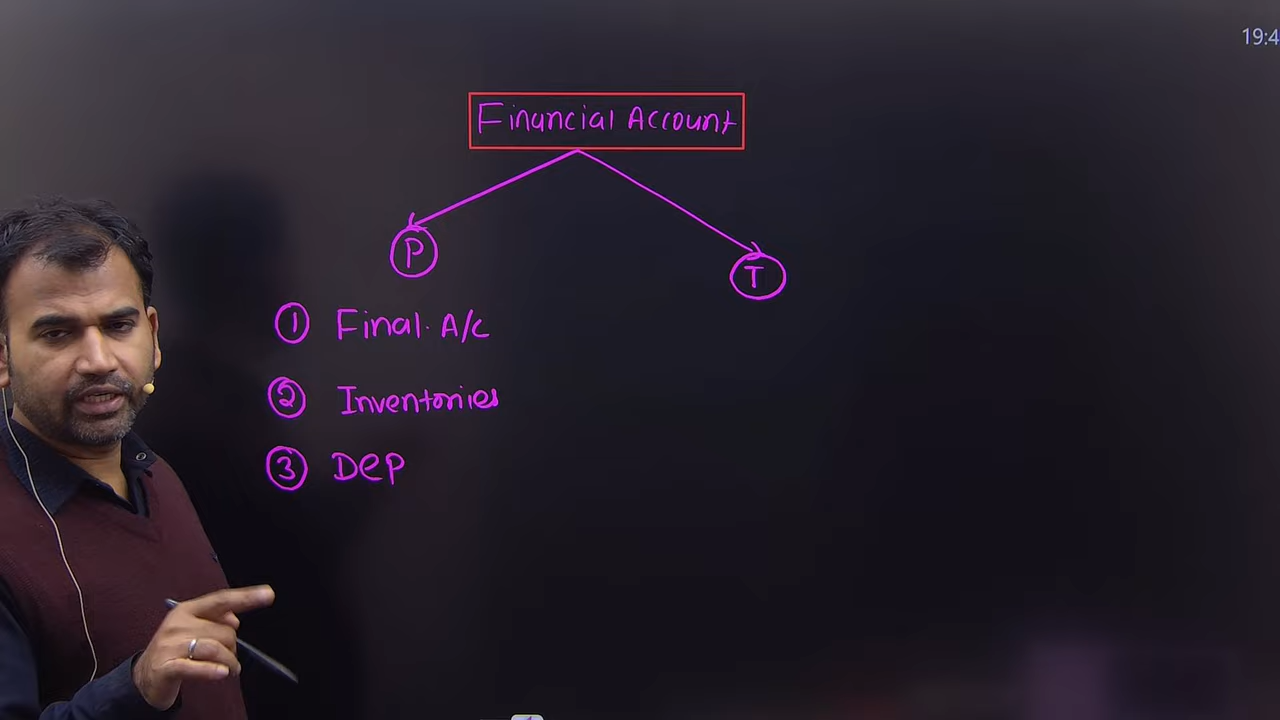 19:4
Financial Account
P
T
1 Final. A/C
2 Inventories
3 Dep